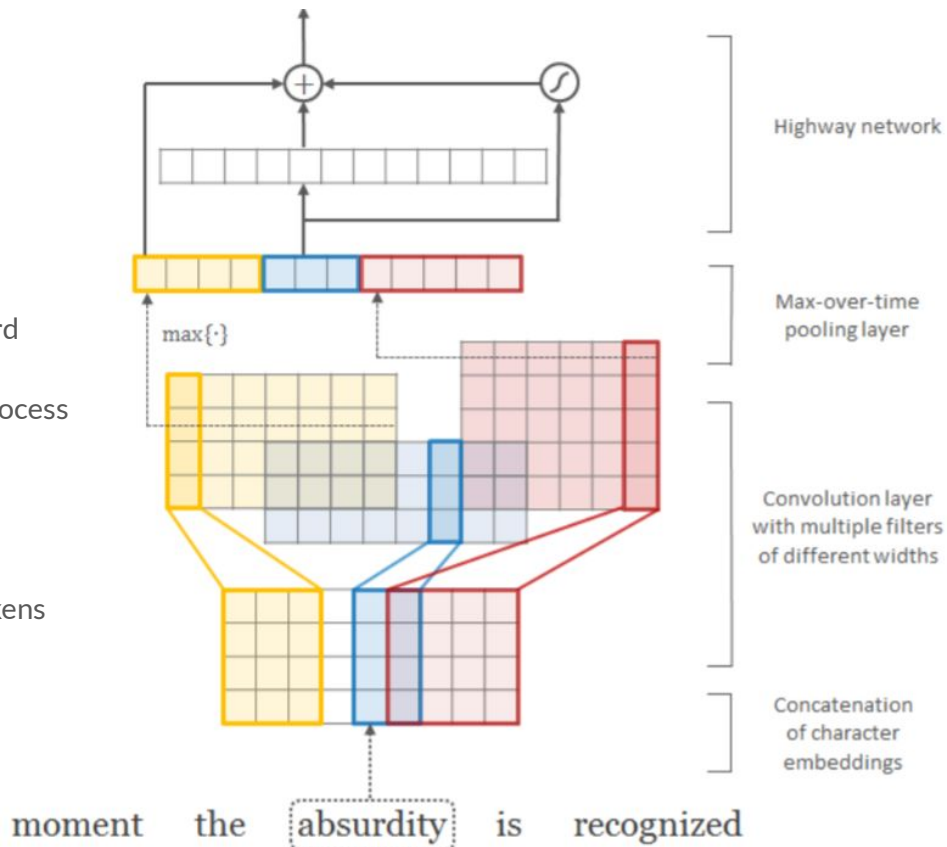 Highway network
Max-over-time
pooling layer
max{·}
Convolution layer
with multiple filters
of different widths
Concatenation
of character
embeddings
moment the absurdity is recognized